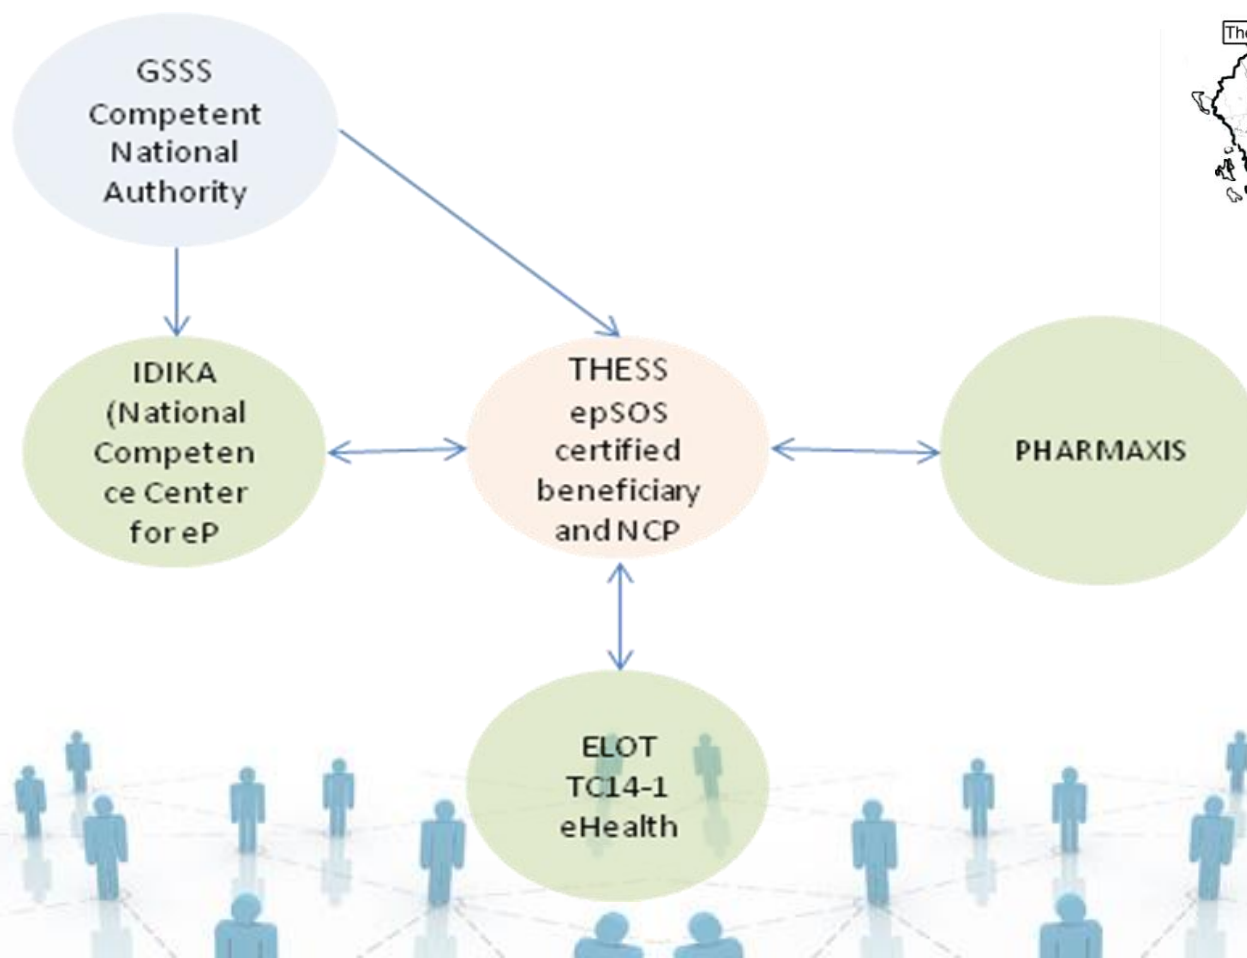 GSSS
Competent
National
Authority
IDIKA
(National
Competen
ce Center
for eP
THESS
epSOS
certified
beneficiary
and NCP
PHARMAXIS
ELOT
TC14-1
eHealth